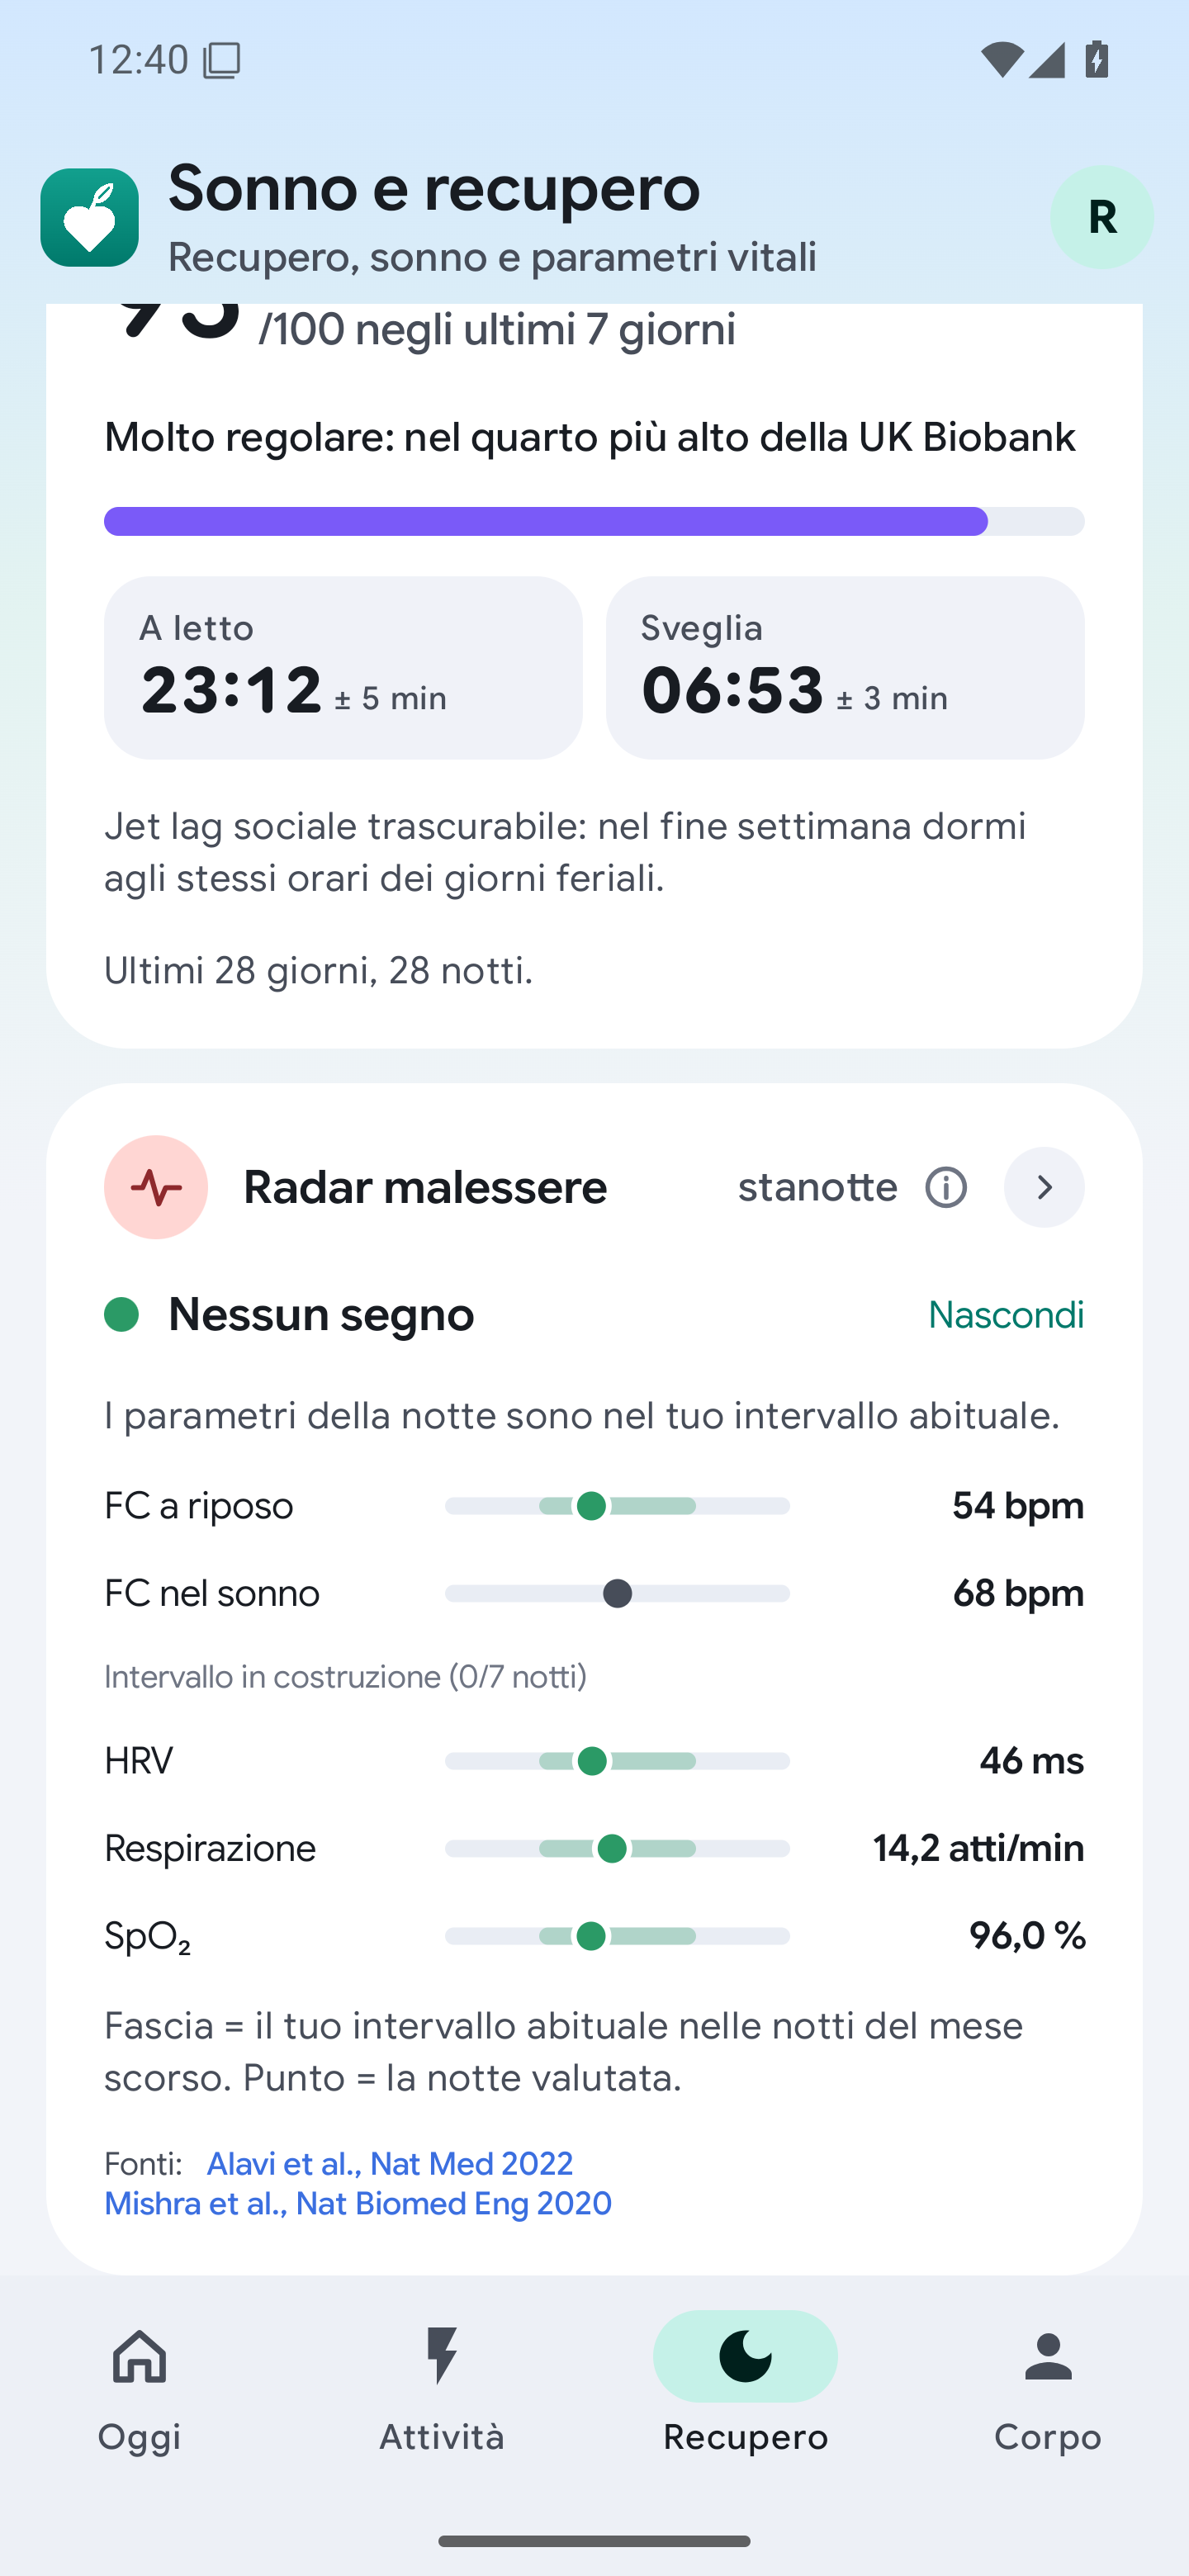 12:40
Sonno e recupero
Recupero, sonno e parametri vitali
R
/100 negli ultimi 7 giorni
Molto regolare: nel quarto più alto della UK Biobank
A letto
23:12 ± 5 min
Sveglia
06:53 ± 3 min
Jet lag sociale trascurabile: nel fine settimana dormi
agli stessi orari dei giorni feriali.
Ultimi 28 giorni, 28 notti.
Radar malessere stanotte
Nessun segno Nascondi
I parametri della notte sono nel tuo intervallo abituale.
FC a riposo 54 bpm
FC nel sonno 68 bpm
Intervallo in costruzione (0/7 notti)
HRV 46 ms
Respirazione 14,2 atti/min
SpO₂ 96,0 %
Fascia = il tuo intervallo abituale nelle notti del mese
scorso. Punto = la notte valutata.
Fonti: Alavi et al., Nat Med 2022
Mishra et al., Nat Biomed Eng 2020
Oggi Attività Recupero Corpo